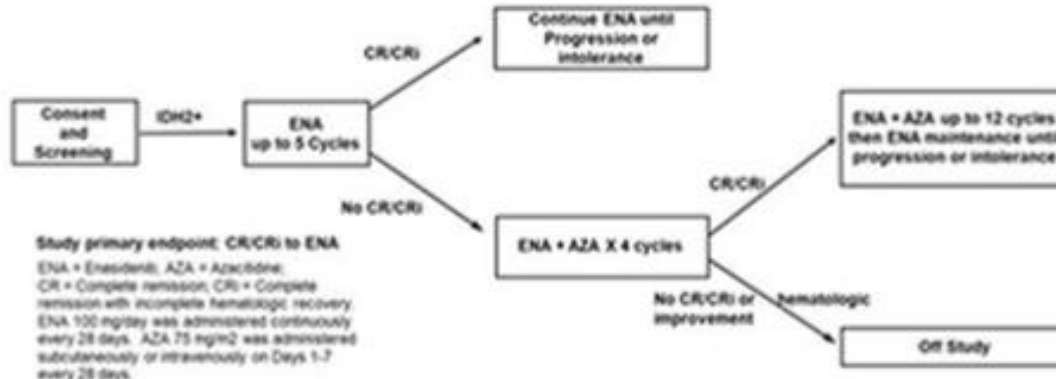 Continue ENA until
Progression or
intolerance
CR/CRi
Consent
and
Screening
IDH2+
ENA
up to 5 Cycles
ENA + AZA up to 12 cycles
then ENA maintenance until
progression or intolerance
CR/CRi
No CR/CRi
ENA + AZA X 4 cycles
Study primary endpoint: CR/CRi to ENA
ENA = Enasidenib; AZA = Azacitidine;
CR = Complete remission; CRi = Complete
remission with incomplete hematologic recovery.
ENA 100 mg/day was administered continuously
every 28 days. AZA 75 mg/m2 was administered
subcutaneously or intravenously on Days 1-7
every 28 days.
No CR/CRi or hematologic
improvement
Off Study